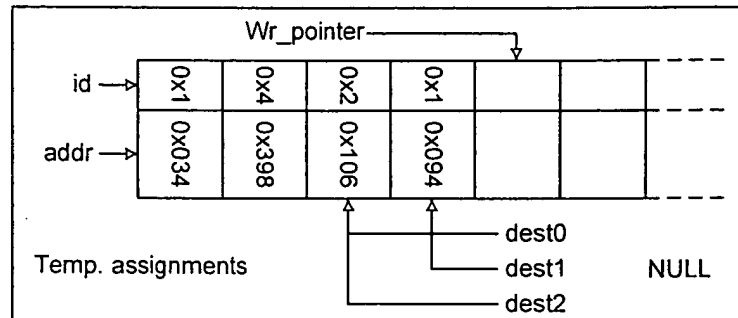 Wr_pointer
id 0x1 0x4 0x2 0x1
addr 0x034 0x398 0x106 0x094
dest0
Temp. assignments dest1 NULL
dest2